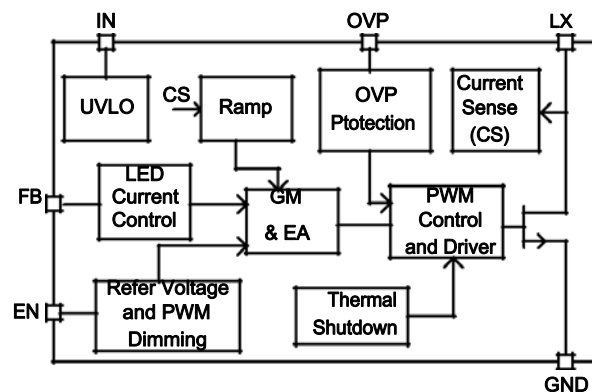 IN
OVP
LX
UVLO
CS
Ramp
OVP
Ptotection
Current
Sense
(CS)
FB
LED
Current
Control
GM
& EA
PWM
Control
and Driver
EN
Refer Voltage
and PWM
Dimming
Thermal
Shutdown
GND